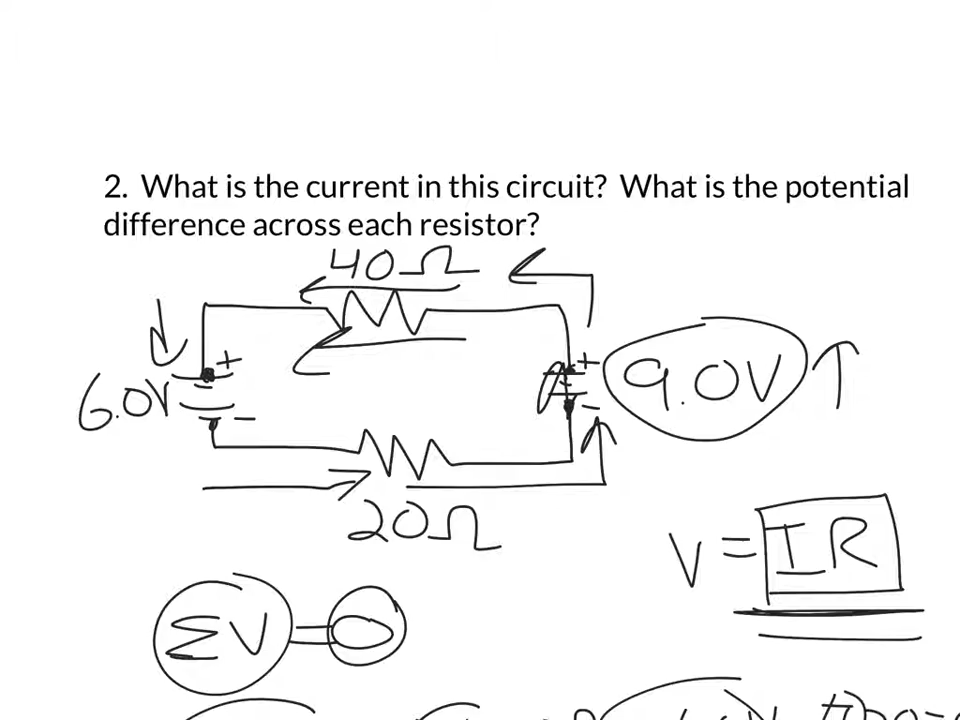 2. What is the current in this circuit? What is the potential
difference across each resistor?
40Ω
+
+
6.0V
9.0V
-
-
20Ω
V = IR
ΣV = 0